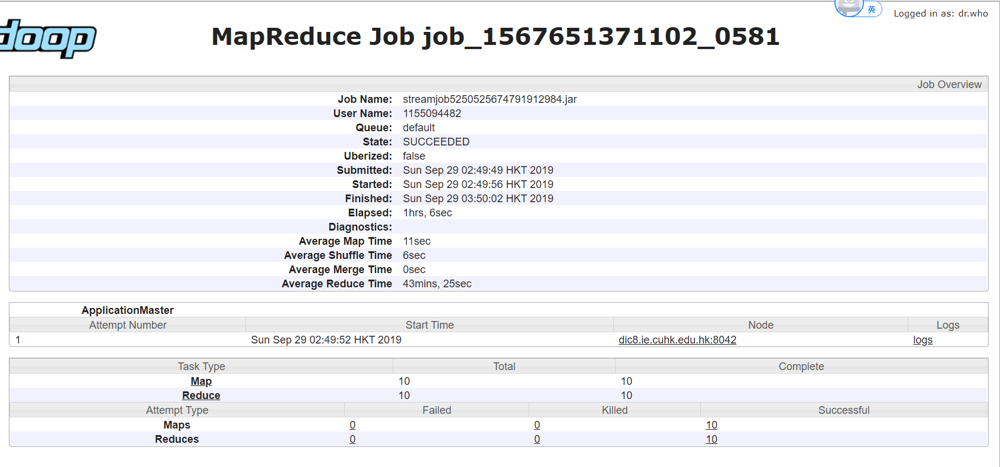 英
Logged in as: dr.who
doop
MapReduce Job job_1567651371102_0581
Job Overview
Job Name: streamjob5250525674791912984.jar
User Name: 1155094482
Queue: default
State: SUCCEEDED
Uberized: false
Submitted: Sun Sep 29 02:49:49 HKT 2019
Started: Sun Sep 29 02:49:56 HKT 2019
Finished: Sun Sep 29 03:50:02 HKT 2019
Elapsed: 1hrs, 6sec
Diagnostics:
Average Map Time 11sec
Average Shuffle Time 6sec
Average Merge Time 0sec
Average Reduce Time 43mins, 25sec
ApplicationMaster
Attempt Number Start Time Node Logs
1 Sun Sep 29 02:49:52 HKT 2019 dic8.ie.cuhk.edu.hk:8042 logs
Task Type Total Complete
Map 10 10
Reduce 10 10
Attempt Type Failed Killed Successful
Maps 0 0 10
Reduces 0 0 10